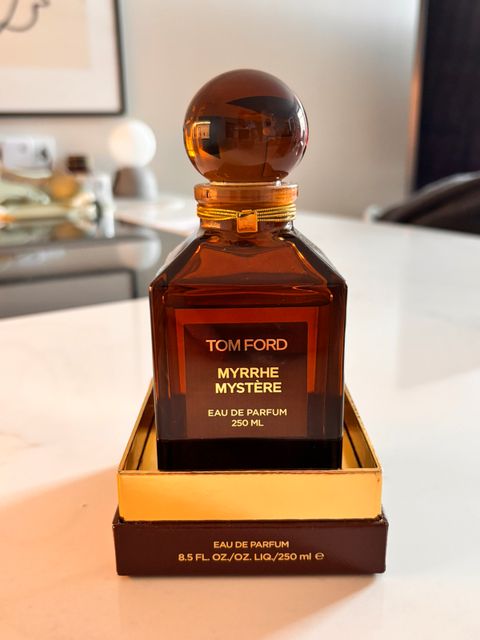 TOM FORD
MYRRHE
MYSTÈRE
EAU DE PARFUM
250 ML
EAU DE PARFUM
8.5 FL. OZ./OZ. LIQ./250 ml ℮